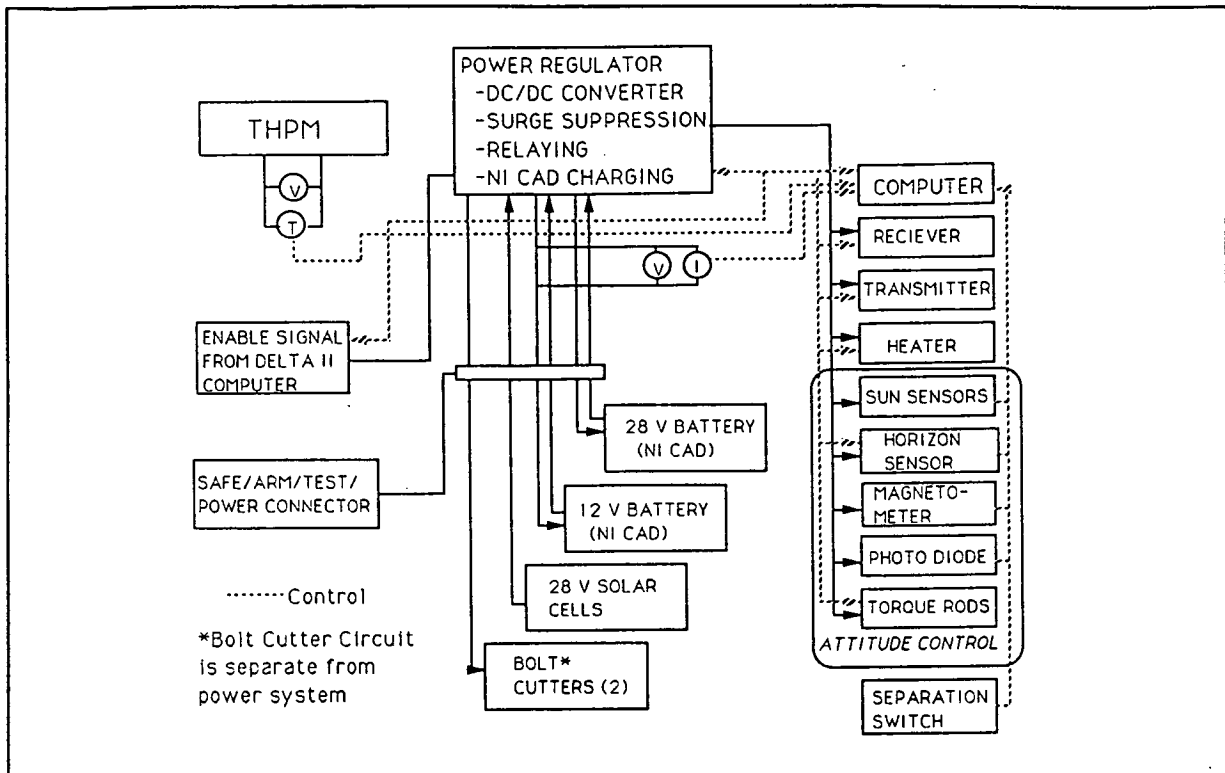 POWER REGULATOR
-DC/DC CONVERTER
-SURGE SUPPRESSION
-RELAYING
-NI CAD CHARGING
THPM
V
T
V
I
COMPUTER
RECIEVER
TRANSMITTER
HEATER
SUN SENSORS
HORIZON
SENSOR
MAGNETO-
METER
PHOTO DIODE
TORQUE RODS
ATTITUDE CONTROL
SEPARATION
SWITCH
ENABLE SIGNAL
FROM DELTA II
COMPUTER
SAFE/ARM/TEST/
POWER CONNECTOR
28 V BATTERY
(NI CAD)
12 V BATTERY
(NI CAD)
28 V SOLAR
CELLS
BOLT*
CUTTERS (2)
Control
*Bolt Cutter Circuit
is separate from
power system